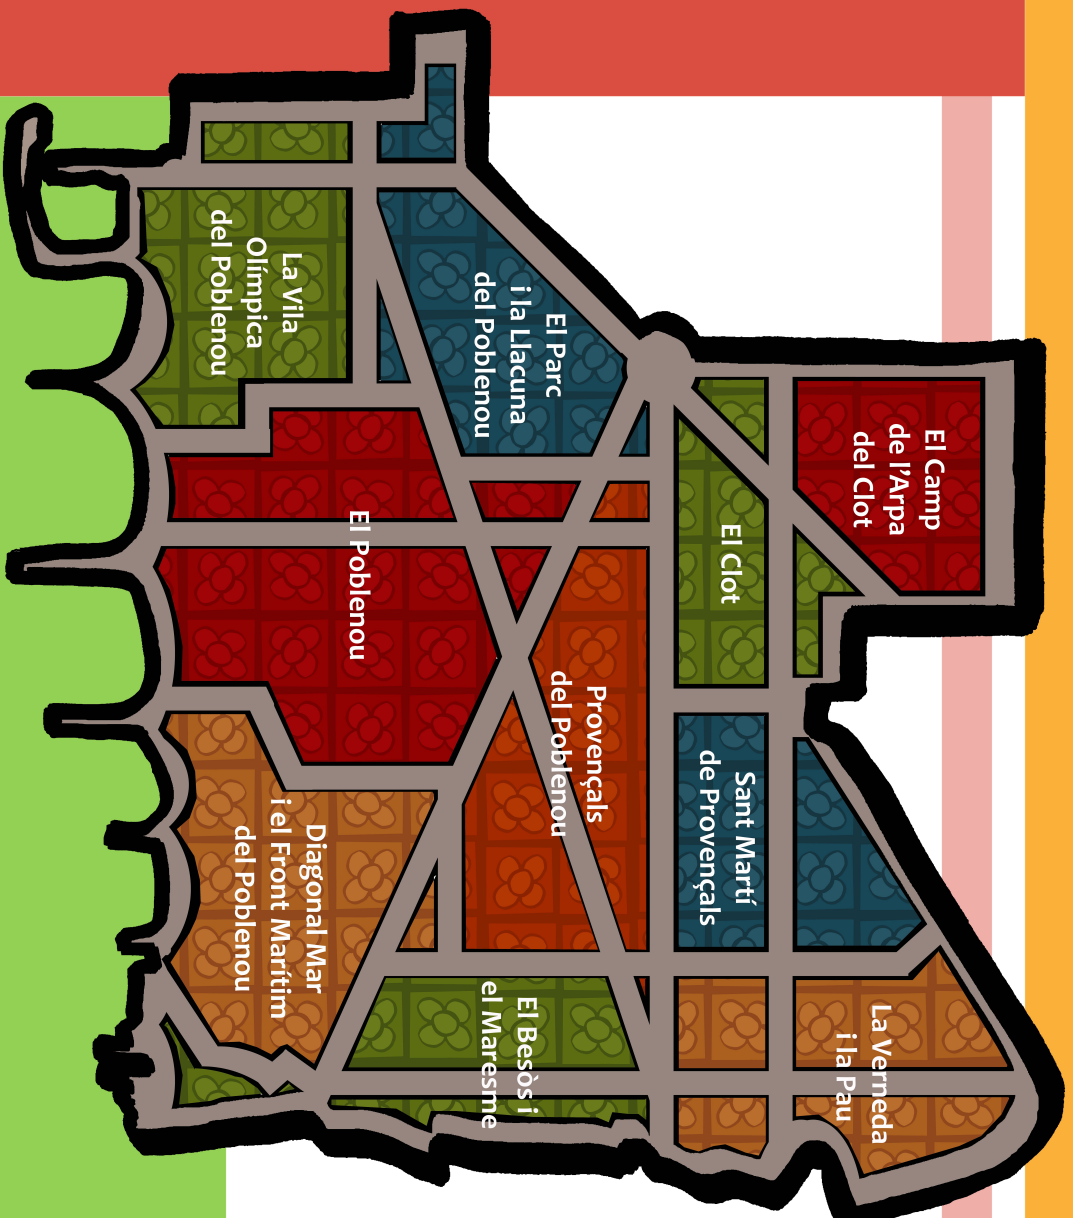 El Camp
de l'Arpa
del Clot
El Parc
i la Llacuna
del Poblenou
La Vila
Olímpica
del Poblenou
El Clot
El Poblenou
Provençals
del Poblenou
Sant Martí
de Provençals
La Verneda
i la Pau
Diagonal Mar
i el Front Marítim
del Poblenou
El Besòs i
el Maresme